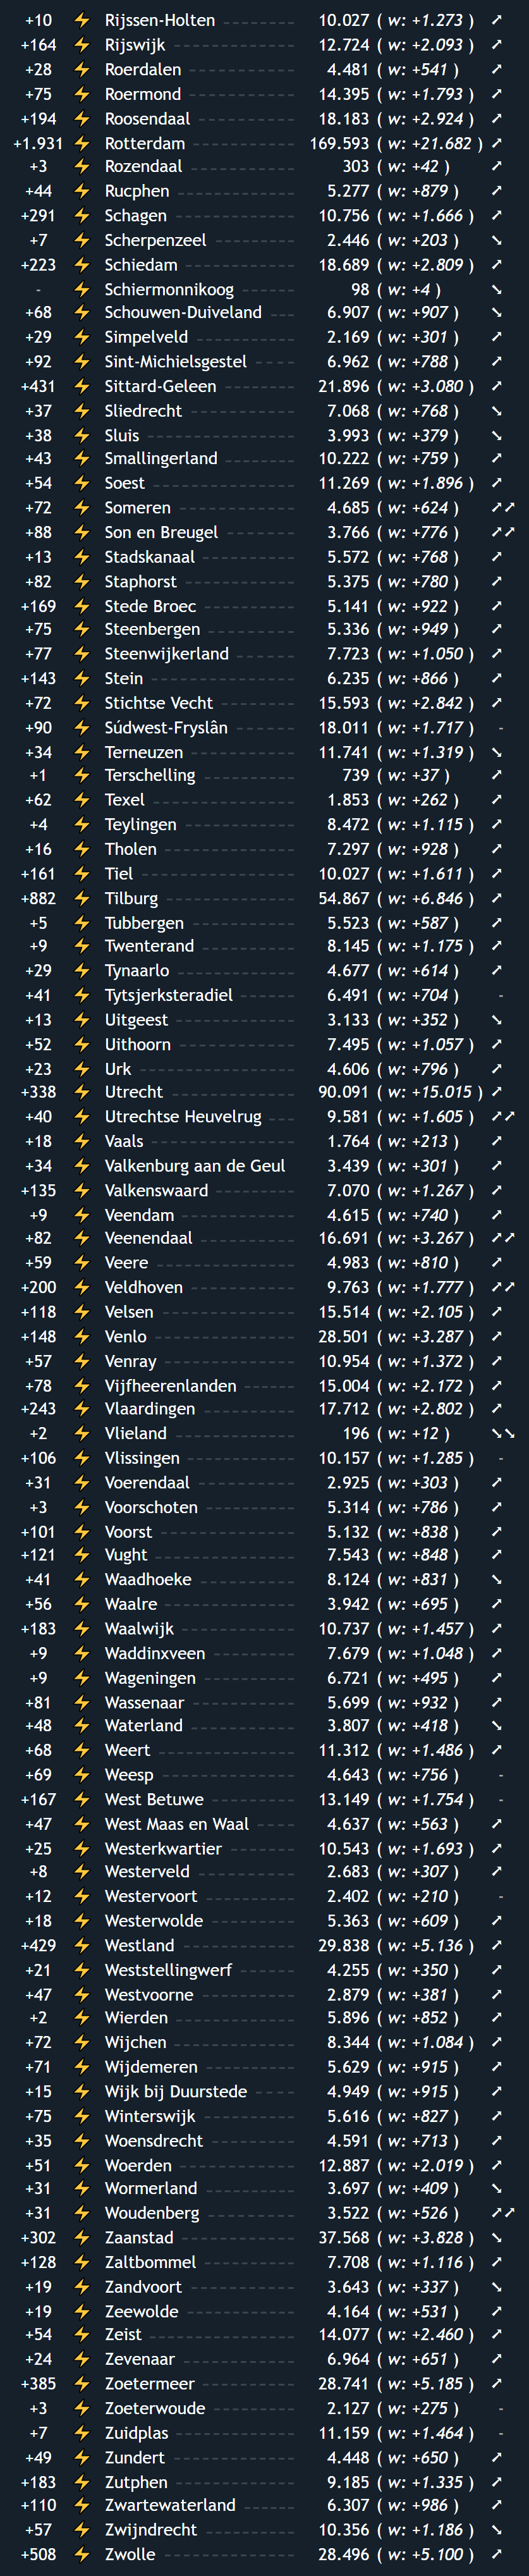 +10 ⚡ Rijssen-Holten 10.027 ( w: +1.273 ) ➚
+164 ⚡ Rijswijk 12.724 ( w: +2.093 ) ➚
+28 ⚡ Roerdalen 4.481 ( w: +541 ) ➚
+75 ⚡ Roermond 14.395 ( w: +1.793 ) ➚
+194 ⚡ Roosendaal 18.183 ( w: +2.924 ) ➚
+1.931 ⚡ Rotterdam 169.593 ( w: +21.682 ) ➚
+3 ⚡ Rozendaal 303 ( w: +42 ) ➚
+44 ⚡ Rucphen 5.277 ( w: +879 ) ➚
+291 ⚡ Schagen 10.756 ( w: +1.666 ) ➚
+7 ⚡ Scherpenzeel 2.446 ( w: +203 ) ➘
+223 ⚡ Schiedam 18.689 ( w: +2.809 ) ➚
- ⚡ Schiermonnikoog 98 ( w: +4 ) ➘
+68 ⚡ Schouwen-Duiveland 6.907 ( w: +907 ) ➘
+29 ⚡ Simpelveld 2.169 ( w: +301 ) ➚
+92 ⚡ Sint-Michielsgestel 6.962 ( w: +788 ) ➚
+431 ⚡ Sittard-Geleen 21.896 ( w: +3.080 ) ➚
+37 ⚡ Sliedrecht 7.068 ( w: +768 ) ➘
+38 ⚡ Sluis 3.993 ( w: +379 ) ➘
+43 ⚡ Smallingerland 10.222 ( w: +759 ) ➚
+54 ⚡ Soest 11.269 ( w: +1.896 ) ➚
+72 ⚡ Someren 4.685 ( w: +624 ) ➚➚
+88 ⚡ Son en Breugel 3.766 ( w: +776 ) ➚➚
+13 ⚡ Stadskanaal 5.572 ( w: +768 ) ➚
+82 ⚡ Staphorst 5.375 ( w: +780 ) ➚
+169 ⚡ Stede Broec 5.141 ( w: +922 ) ➚
+75 ⚡ Steenbergen 5.336 ( w: +949 ) ➚
+77 ⚡ Steenwijkerland 7.723 ( w: +1.050 ) ➚
+143 ⚡ Stein 6.235 ( w: +866 ) ➚
+72 ⚡ Stichtse Vecht 15.593 ( w: +2.842 ) ➚
+90 ⚡ Súdwest-Fryslân 18.011 ( w: +1.717 ) -
+34 ⚡ Terneuzen 11.741 ( w: +1.319 ) ➘
+1 ⚡ Terschelling 739 ( w: +37 ) ➚
+62 ⚡ Texel 1.853 ( w: +262 ) ➚
+4 ⚡ Teylingen 8.472 ( w: +1.115 ) ➚
+16 ⚡ Tholen 7.297 ( w: +928 ) ➚
+161 ⚡ Tiel 10.027 ( w: +1.611 ) ➚
+882 ⚡ Tilburg 54.867 ( w: +6.846 ) ➚
+5 ⚡ Tubbergen 5.523 ( w: +587 ) ➚
+9 ⚡ Twenterand 8.145 ( w: +1.175 ) ➚
+29 ⚡ Tynaarlo 4.677 ( w: +614 ) ➚
+41 ⚡ Tytsjerksteradiel 6.491 ( w: +704 ) -
+13 ⚡ Uitgeest 3.133 ( w: +352 ) ➘
+52 ⚡ Uithoorn 7.495 ( w: +1.057 ) ➚
+23 ⚡ Urk 4.606 ( w: +796 ) ➚
+338 ⚡ Utrecht 90.091 ( w: +15.015 ) ➚
+40 ⚡ Utrechtse Heuvelrug 9.581 ( w: +1.605 ) ➚➚
+18 ⚡ Vaals 1.764 ( w: +213 ) ➚
+34 ⚡ Valkenburg aan de Geul 3.439 ( w: +301 ) ➚
+135 ⚡ Valkenswaard 7.070 ( w: +1.267 ) ➚
+9 ⚡ Veendam 4.615 ( w: +740 ) ➚
+82 ⚡ Veenendaal 16.691 ( w: +3.267 ) ➚➚
+59 ⚡ Veere 4.983 ( w: +810 ) ➚
+200 ⚡ Veldhoven 9.763 ( w: +1.777 ) ➚➚
+118 ⚡ Velsen 15.514 ( w: +2.105 ) ➚
+148 ⚡ Venlo 28.501 ( w: +3.287 ) ➚
+57 ⚡ Venray 10.954 ( w: +1.372 ) ➚
+78 ⚡ Vijfheerenlanden 15.004 ( w: +2.172 ) ➚
+243 ⚡ Vlaardingen 17.712 ( w: +2.802 ) ➚
+2 ⚡ Vlieland 196 ( w: +12 ) ➘➘
+106 ⚡ Vlissingen 10.157 ( w: +1.285 ) -
+31 ⚡ Voerendaal 2.925 ( w: +303 ) ➚
+3 ⚡ Voorschoten 5.314 ( w: +786 ) ➚
+101 ⚡ Voorst 5.132 ( w: +838 ) ➚
+121 ⚡ Vught 7.543 ( w: +848 ) ➚
+41 ⚡ Waadhoeke 8.124 ( w: +831 ) ➘
+56 ⚡ Waalre 3.942 ( w: +695 ) ➚
+183 ⚡ Waalwijk 10.737 ( w: +1.457 ) ➚
+9 ⚡ Waddinxveen 7.679 ( w: +1.048 ) ➚
+9 ⚡ Wageningen 6.721 ( w: +495 ) ➚
+81 ⚡ Wassenaar 5.699 ( w: +932 ) ➚
+48 ⚡ Waterland 3.807 ( w: +418 ) ➘
+68 ⚡ Weert 11.312 ( w: +1.486 ) ➚
+69 ⚡ Weesp 4.643 ( w: +756 ) -
+167 ⚡ West Betuwe 13.149 ( w: +1.754 ) -
+47 ⚡ West Maas en Waal 4.637 ( w: +563 ) ➚
+25 ⚡ Westerkwartier 10.543 ( w: +1.693 ) ➚
+8 ⚡ Westerveld 2.683 ( w: +307 ) ➚
+12 ⚡ Westervoort 2.402 ( w: +210 ) -
+18 ⚡ Westerwolde 5.363 ( w: +609 ) ➚
+429 ⚡ Westland 29.838 ( w: +5.136 ) ➚
+21 ⚡ Weststellingwerf 4.255 ( w: +350 ) ➚
+47 ⚡ Westvoorne 2.879 ( w: +381 ) ➚
+2 ⚡ Wierden 5.896 ( w: +852 ) ➚
+72 ⚡ Wijchen 8.344 ( w: +1.084 ) ➚
+71 ⚡ Wijdemeren 5.629 ( w: +915 ) ➚
+15 ⚡ Wijk bij Duurstede 4.949 ( w: +915 ) ➚
+75 ⚡ Winterswijk 5.616 ( w: +827 ) ➚
+35 ⚡ Woensdrecht 4.591 ( w: +713 ) ➚
+51 ⚡ Woerden 12.887 ( w: +2.019 ) ➚
+31 ⚡ Wormerland 3.697 ( w: +409 ) ➘
+31 ⚡ Woudenberg 3.522 ( w: +526 ) ➚➚
+302 ⚡ Zaanstad 37.568 ( w: +3.828 ) ➘
+128 ⚡ Zaltbommel 7.708 ( w: +1.116 ) ➚
+19 ⚡ Zandvoort 3.643 ( w: +337 ) ➘
+19 ⚡ Zeewolde 4.164 ( w: +531 ) ➚
+54 ⚡ Zeist 14.077 ( w: +2.460 ) ➚
+24 ⚡ Zevenaar 6.964 ( w: +651 ) ➚
+385 ⚡ Zoetermeer 28.741 ( w: +5.185 ) ➚
+3 ⚡ Zoeterwoude 2.127 ( w: +275 ) -
+7 ⚡ Zuidplas 11.159 ( w: +1.464 ) -
+49 ⚡ Zundert 4.448 ( w: +650 ) ➚
+183 ⚡ Zutphen 9.185 ( w: +1.335 ) ➚
+110 ⚡ Zwartewaterland 6.307 ( w: +986 ) ➚
+57 ⚡ Zwijndrecht 10.356 ( w: +1.186 ) ➘
+508 ⚡ Zwolle 28.496 ( w: +5.100 ) ➚